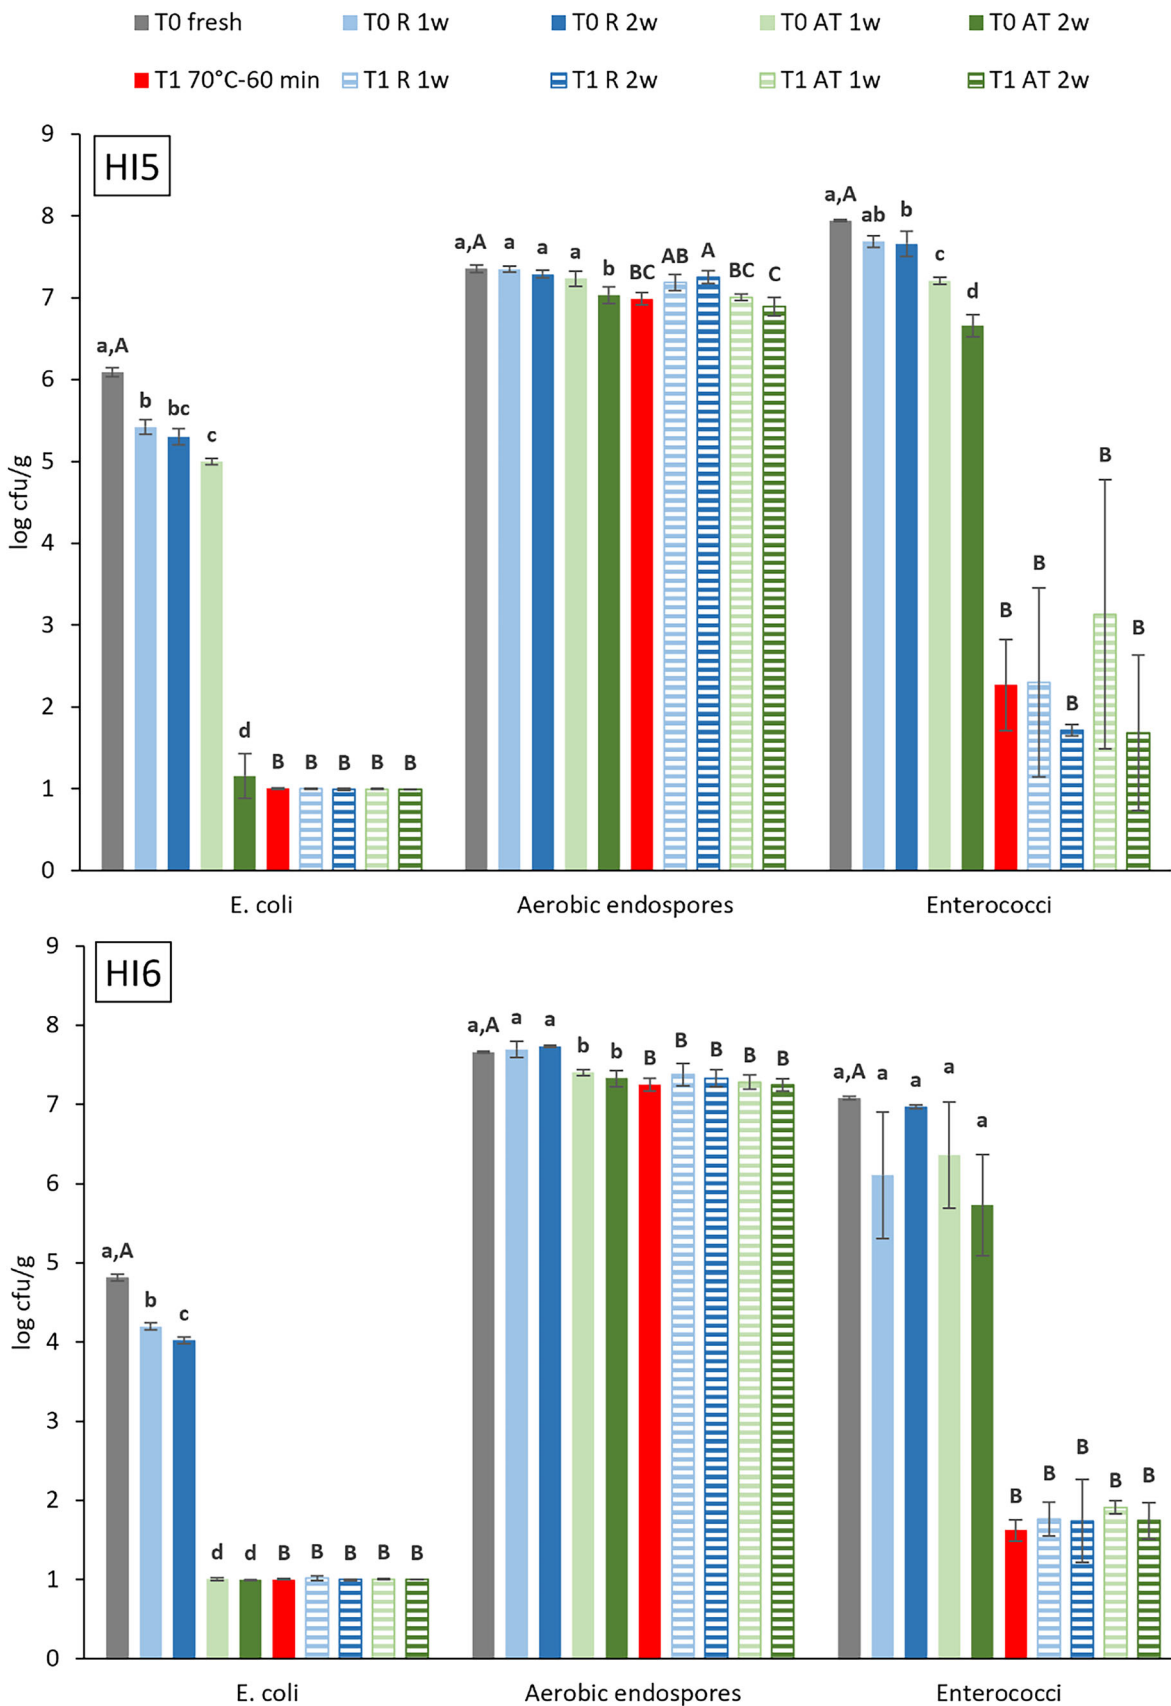 T0 fresh T0 R 1w T0 R 2w T0 AT 1w T0 AT 2w
T1 70°C-60 min T1 R 1w T1 R 2w T1 AT 1w T1 AT 2w
HI5
log cfu/g
9
8
7
6
5
4
3
2
1
0
a,A b bc c d B B B B B
a,A a a a b BC AB A BC C
a,A ab b c d B B B B B
E. coli Aerobic endospores Enterococci
HI6
log cfu/g
9
8
7
6
5
4
3
2
1
0
a,A b c d d B B B B B
a,A a a b b B B B B B
a,A a a a a B B B B B
E. coli Aerobic endospores Enterococci